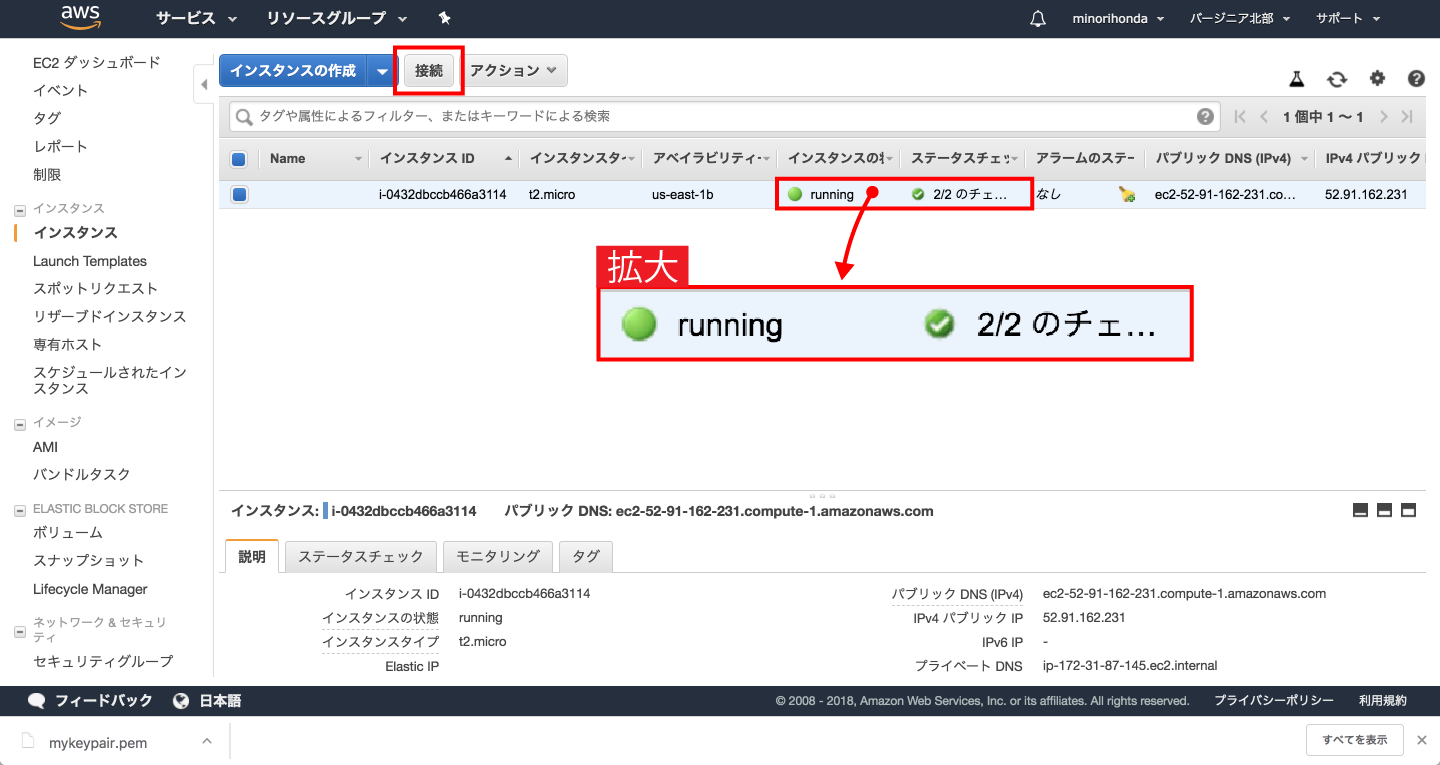 aws サービス リソースグループ minorihonda バージニア北部 サポート
EC2 ダッシュボード
イベント
タグ
レポート
制限
インスタンス
インスタンス
Launch Templates
スポットリクエスト
リザーブドインスタンス
専有ホスト
スケジュールされたイン
スタンス
イメージ
AMI
バンドルタスク
ELASTIC BLOCK STORE
ボリューム
スナップショット
Lifecycle Manager
ネットワーク & セキュリ
ティ
セキュリティグループ
インスタンスの作成 接続 アクション
タグや属性によるフィルター、またはキーワードによる検索 1 個中 1 ～ 1
Name インスタンス ID インスタンスタ アベイラビリティ インスタンスの ステータスチェッ アラームのステー パブリック DNS (IPv4) IPv4 パブリック
i-0432dbccb466a3114 t2.micro us-east-1b running 2/2 のチェ... なし ec2-52-91-162-231.co... 52.91.162.231
拡大
running 2/2 のチェ...
インスタンス: i-0432dbccb466a3114 パブリック DNS: ec2-52-91-162-231.compute-1.amazonaws.com
説明 ステータスチェック モニタリング タグ
インスタンス ID i-0432dbccb466a3114 パブリック DNS (IPv4) ec2-52-91-162-231.compute-1.amazonaws.com
インスタンスの状態 running IPv4 パブリック IP 52.91.162.231
インスタンスタイプ t2.micro IPv6 IP -
Elastic IP プライベート DNS ip-172-31-87-145.ec2.internal
フィードバック 日本語 © 2008 - 2018, Amazon Web Services, Inc. or its affiliates. All rights reserved. プライバシーポリシー 利用規約
mykeypair.pem すべてを表示